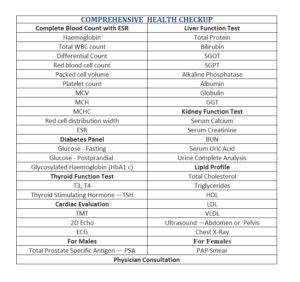 COMPREHENSIVE HEALTH CHECKUP
Complete Blood Count with ESR
Liver Function Test
Haemoglobin
Total Protein
Total WBC count
Bilirubin
Differential Count
SGOT
Red blood cell count
SGPT
Packed cell volume
Alkaline Phosphatase
Platelet count
Albumin
MCV
Globulin
MCH
GGT
MCHC
Kidney Function Test
Red cell distribution width
Serum Calcium
ESR
Serum Creatinine
Diabetes Panel
BUN
Glucose - Fasting
Serum Uric Acid
Glucose - Postprandial
Urine Complete Analysis
Glycosylated Haemoglobin (HbA1 c)
Lipid Profile
Thyroid Function Test
Total Cholesterol
T3, T4
Triglycerides
Thyroid Stimulating Hormone —TSH
HDL
Cardiac Evaluation
LDL
TMT
VLDL
2D Echo
Ultrasound —Abdomen or Pelvis
ECG
Chest X-Ray
For Males
For Females
Total Prostate Specific Antigen — PSA
PAP Smear
Physician Consultation